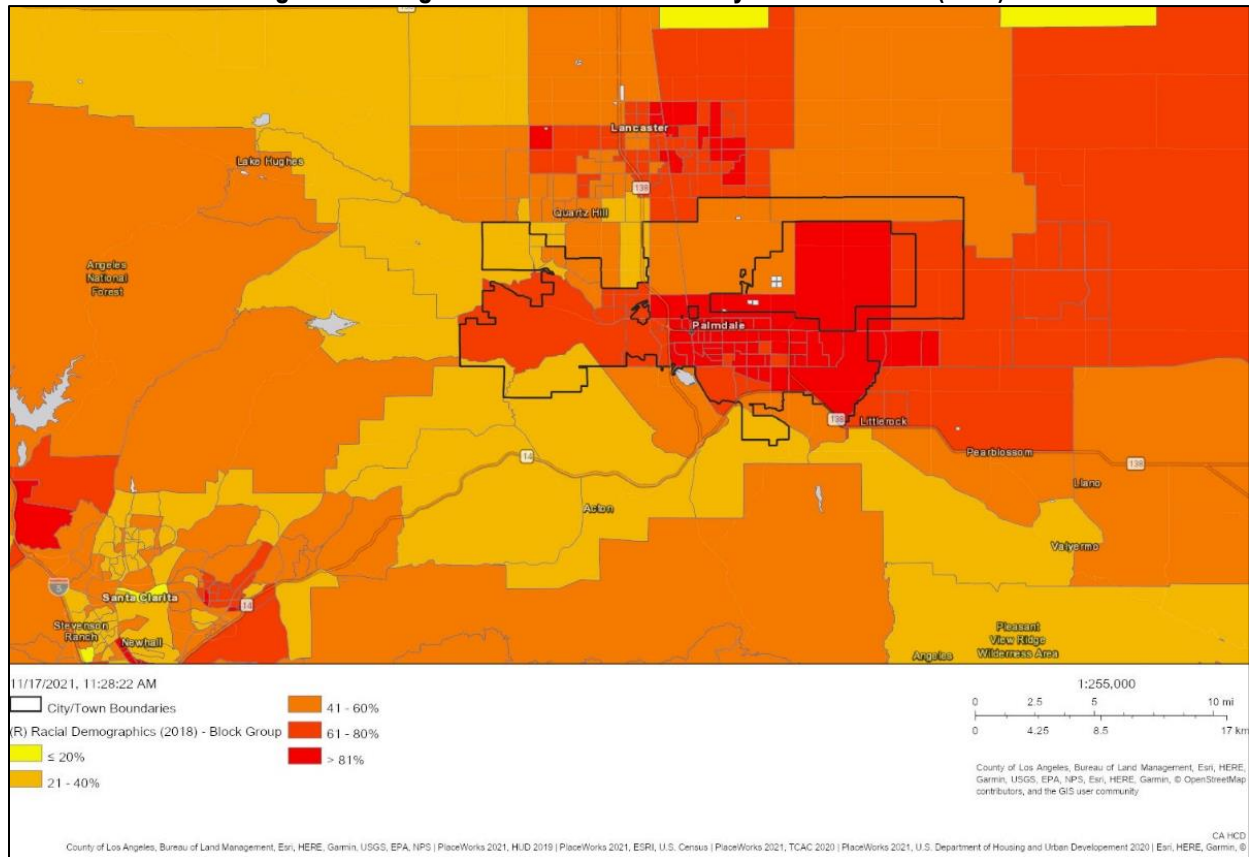 Lancaster
Lake Hughes
138
Quartz Hill
Angeles
National
Forest
Palmdale
138
Littlerock
Pearblossom
138
14
Llano
Acton
Valyermo
5
Santa Clarita
14
Stevenson
Ranch
Newhall
Pleasant
View Ridge
Wilderness Area
Angeles
11/17/2021, 11:28:22 AM
City/Town Boundaries
(R) Racial Demographics (2018) - Block Group
≤ 20%
21 - 40%
41 - 60%
61 - 80%
> 81%
1:255,000
0 2.5 5 10 mi
0 4.25 8.5 17 km
County of Los Angeles, Bureau of Land Management, Esri, HERE,
Garmin, USGS, EPA, NPS, Esri, HERE, Garmin, © OpenStreetMap
contributors, and the GIS user community
CA HCD
County of Los Angeles, Bureau of Land Management, Esri, HERE, Garmin, USGS, EPA, NPS | PlaceWorks 2021, HUD 2019 | PlaceWorks 2021, ESRI, U.S. Census | PlaceWorks 2021, TCAC 2020 | PlaceWorks 2021, U.S. Department of Housing and Urban Developement 2020 | Esri, HERE, Garmin, ©